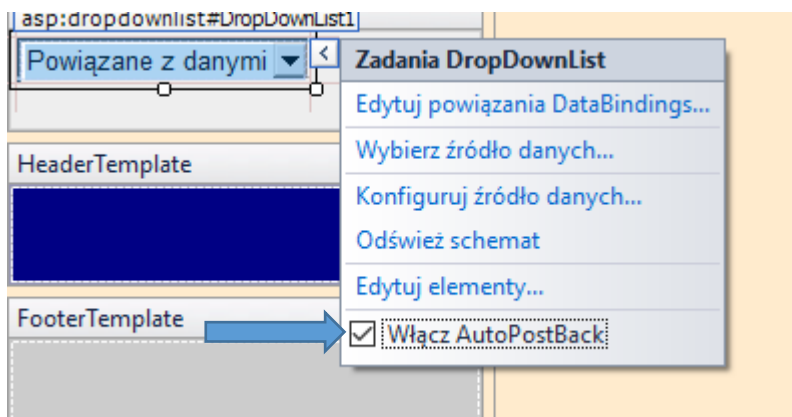 asp:dropdownlist#DropDownList1
Powiązane z danymi
Zadania DropDownList
Edytuj powiązania DataBindings...
Wybierz źródło danych...
Konfiguruj źródło danych...
Odśwież schemat
Edytuj elementy...
Włącz AutoPostBack
HeaderTemplate
FooterTemplate